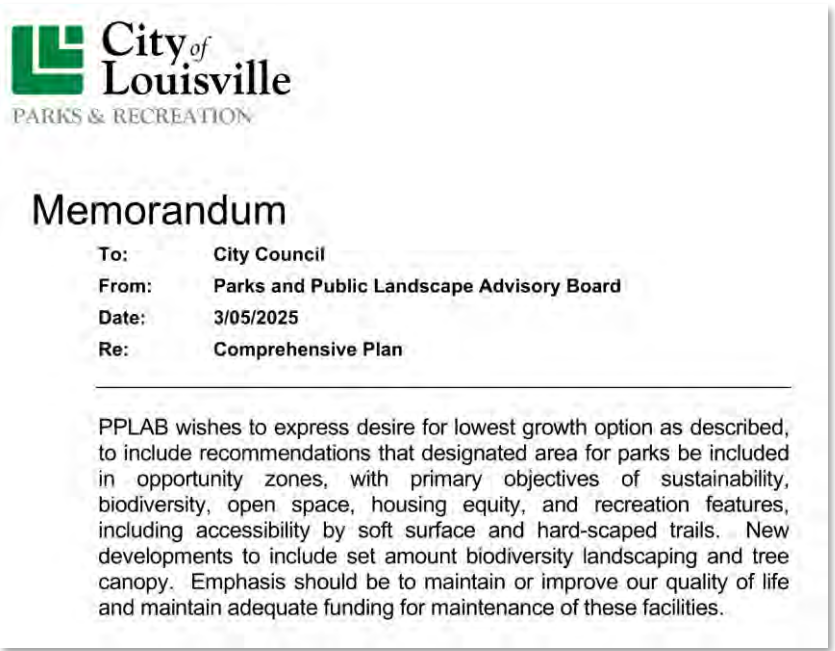 City of
Louisville
PARKS & RECREATION
Memorandum
To: City Council
From: Parks and Public Landscape Advisory Board
Date: 3/05/2025
Re: Comprehensive Plan
PPLAB wishes to express desire for lowest growth option as described,
to include recommendations that designated area for parks be included
in opportunity zones, with primary objectives of sustainability,
biodiversity, open space, housing equity, and recreation features,
including accessibility by soft surface and hard-scaped trails. New
developments to include set amount biodiversity landscaping and tree
canopy. Emphasis should be to maintain or improve our quality of life
and maintain adequate funding for maintenance of these facilities.